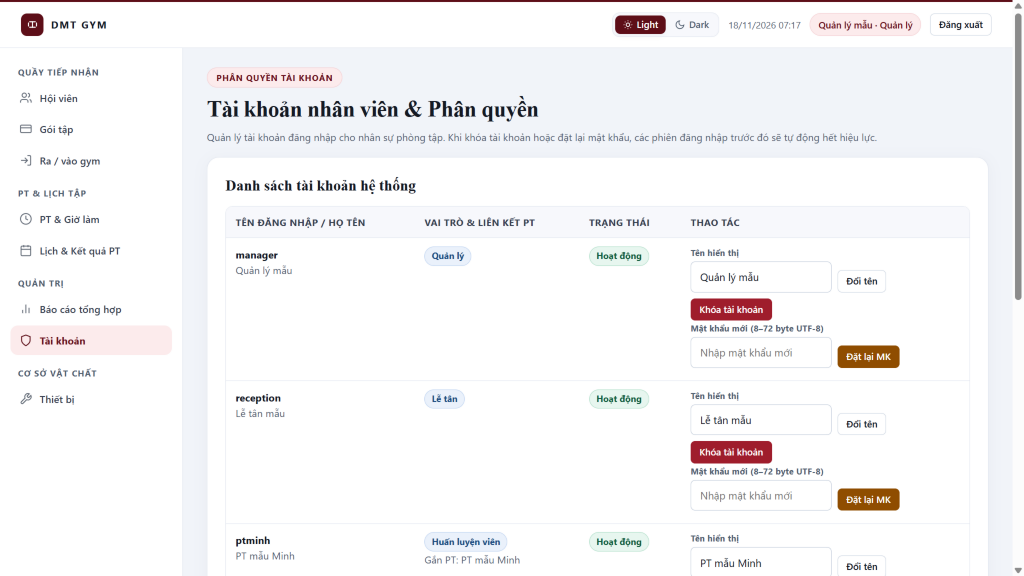 DMT GYM
Light
Dark
18/11/2026 07:17
Quản lý mẫu · Quản lý
Đăng xuất
QUẦY TIẾP NHẬN
Hội viên
Gói tập
Ra / vào gym
PT & LỊCH TẬP
PT & Giờ làm
Lịch & Kết quả PT
QUẢN TRỊ
Báo cáo tổng hợp
Tài khoản
CƠ SỞ VẬT CHẤT
Thiết bị
PHÂN QUYỀN TÀI KHOẢN
Tài khoản nhân viên & Phân quyền
Quản lý tài khoản đăng nhập cho nhân sự phòng tập. Khi khóa tài khoản hoặc đặt lại mật khẩu, các phiên đăng nhập trước đó sẽ tự động hết hiệu lực.
Danh sách tài khoản hệ thống
TÊN ĐĂNG NHẬP / HỌ TÊN VAI TRÒ & LIÊN KẾT PT TRẠNG THÁI THAO TÁC
manager
Quản lý mẫu
Quản lý
Hoạt động
Tên hiển thị
Quản lý mẫu
Đổi tên
Khóa tài khoản
Mật khẩu mới (8–72 byte UTF-8)
Nhập mật khẩu mới
Đặt lại MK
reception
Lễ tân mẫu
Lễ tân
Hoạt động
Tên hiển thị
Lễ tân mẫu
Đổi tên
Khóa tài khoản
Mật khẩu mới (8–72 byte UTF-8)
Nhập mật khẩu mới
Đặt lại MK
ptminh
PT mẫu Minh
Huấn luyện viên
Gắn PT: PT mẫu Minh
Hoạt động
Tên hiển thị
PT mẫu Minh
Đổi tên